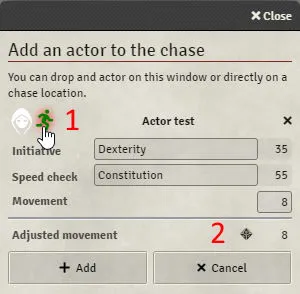 Close
Add an actor to the chase
You can drop and actor on this window or directly on a
chase location.
1
Actor test
Initiative Dexterity 35
Speed check Constitution 55
Movement 8
Adjusted movement 2 8
Add Cancel